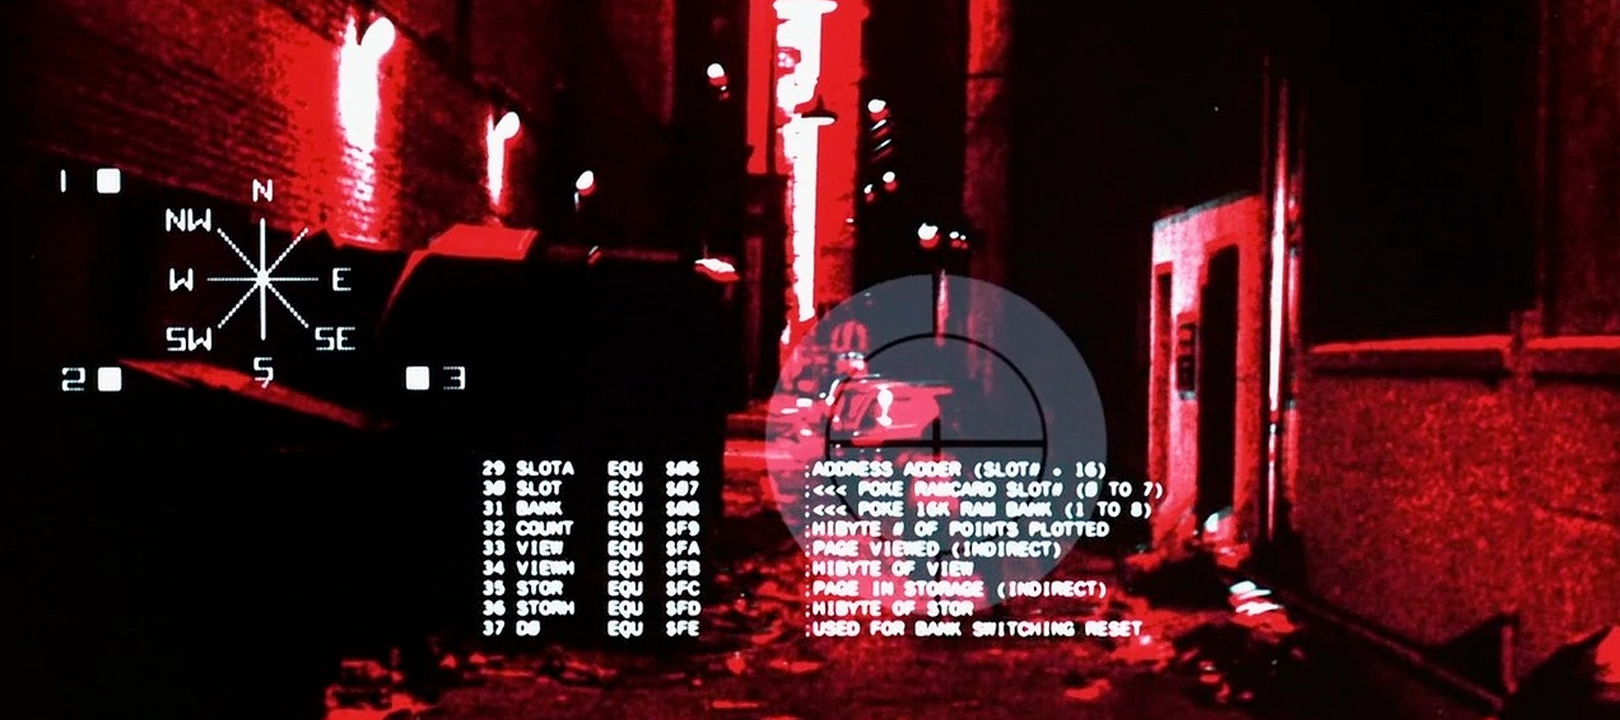 1
N
NW
W E
SW SE
S
2 3
29 SLOTA EQU $06 ;ADDRESS ADDER (SLOT# - 16)
30 SLOT EQU $07 ;<<< POKE RAMCARD SLOT# (0 TO 7)
31 BANK EQU $08 ;<<< POKE 16K RAM BANK (1 TO 8)
32 COUNT EQU $F9 ;HIBYTE # OF POINTS PLOTTED
33 VIEW EQU $FA ;PAGE VIEWED (INDIRECT)
34 VIEWH EQU $FB ;HIBYTE OF VIEW
35 STOR EQU $FC ;PAGE IN STORAGE (INDIRECT)
36 STORH EQU $FD ;HIBYTE OF STOR
37 D0 EQU $FE ;USED FOR BANK SWITCHING RESET